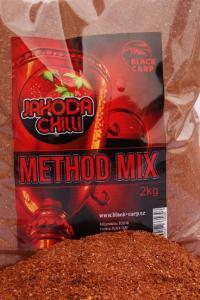 BLACK
CARP
JAHODA
CHILLI
METHOD MIX
2kg
www.black-carp.cz